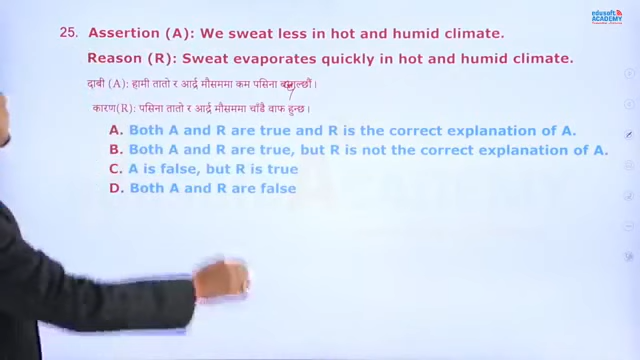 edusoft
ACADEMY
25. Assertion (A): We sweat less in hot and humid climate.
Reason (R): Sweat evaporates quickly in hot and humid climate.
दाबी (A): हामी तातो र आर्द्र मौसममा कम पसिना
कारण(R): पसिना तातो र आर्द्र मौसममा चाँडै वाफ हुन्छ।
A. Both A and R are true and R is the correct explanation of A.
B. Both A and R are true, but R is not the correct explanation of A.
C. A is false, but R is true
D. Both A and R are false